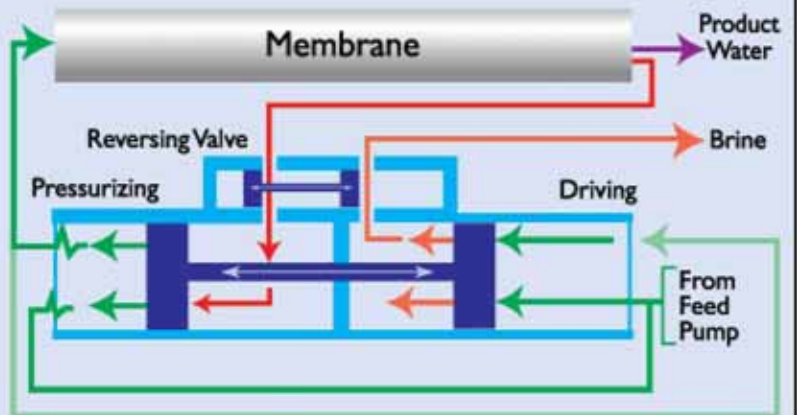 Membrane
Product
Water
Reversing Valve
Brine
Pressurizing
Driving
From
Feed
Pump